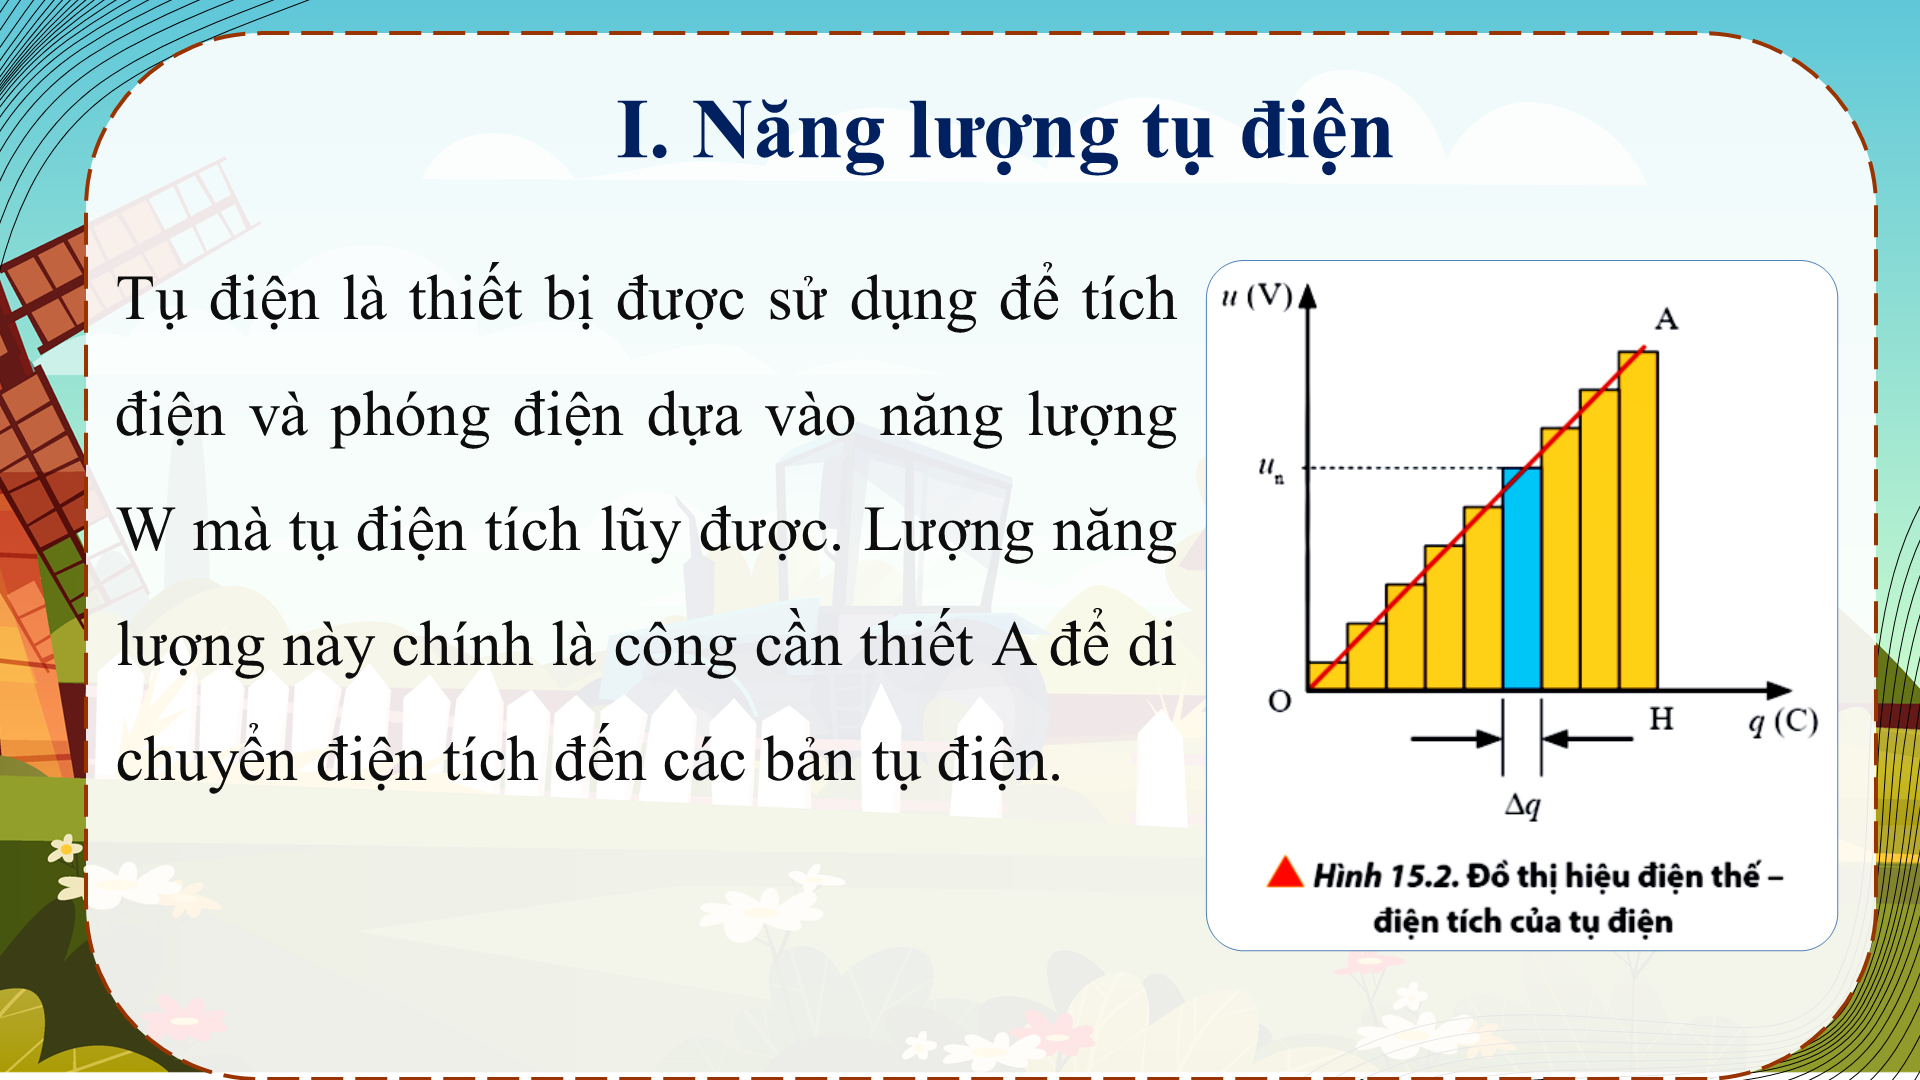 I. Năng lượng tụ điện
Tụ điện là thiết bị được sử dụng để tích
điện và phóng điện dựa vào năng lượng
W mà tụ điện tích lũy được. Lượng năng
lượng này chính là công cần thiết A để di
chuyển điện tích đến các bản tụ điện.
u (V)
A
uₙ
O
H
q (C)
Δq
Hình 15.2. Đồ thị hiệu điện thế –
điện tích của tụ điện